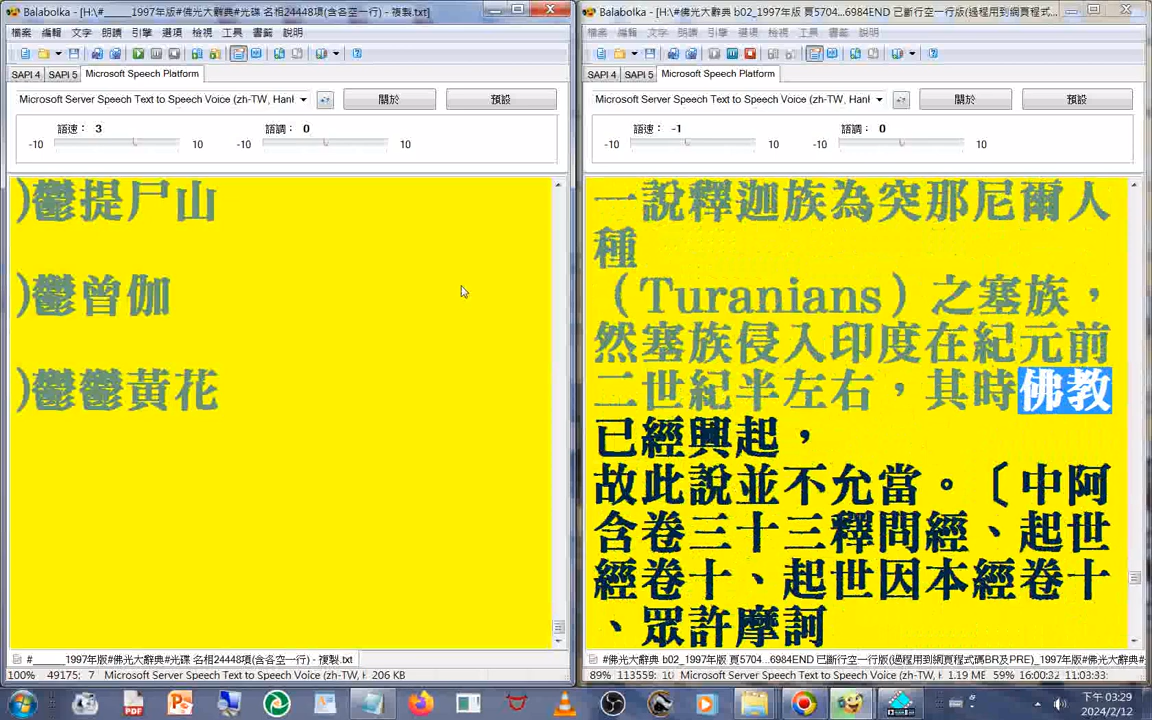 Balabolka - [H:\#_____1997年版#佛光大辭典#光碟 名相24448項(含各空一行) - 複製.txt]
檔案 編輯 文字 朗讀 引擎 選項 檢視 工具 書籤 說明
SAPI 4 SAPI 5 Microsoft Speech Platform
Microsoft Server Speech Text to Speech Voice (zh-TW, Han
關於
預設
語速： 3
語調： 0
-10 10 -10 10
)鬱提尸山
)鬱曾伽
)鬱鬱黃花
#______1997年版#佛光大辭典#光碟 名相24448項(含各空一行) - 複製.txt
100% 49175: 7 Microsoft Server Speech Text to Speech Voice (zh-TW, H 206 KB
Balabolka - [H:\#佛光大辭典 b02_1997年版 頁5704...6984END 已斷行空一行版(過程用到網頁程式...
檔案 編輯 文字 朗讀 引擎 選項 檢視 工具 書籤 說明
SAPI 4 SAPI 5 Microsoft Speech Platform
Microsoft Server Speech Text to Speech Voice (zh-TW, Han
關於
預設
語速： -1
語調： 0
-10 10 -10 10
一說釋迦族為突那尼爾人
種
（Turanians）之塞族，
然塞族侵入印度在紀元前
二世紀半左右，其時佛教
已經興起，
故此說並不允當。〔中阿
含卷三十三釋問經、起世
經卷十、起世因本經卷十
、眾許摩訶
#佛光大辭典 b02_1997年版 頁5704...6984END 已斷行空一行版(過程用到網頁程式碼BR及PRE)_1997年版#佛光大辭典#
89% 113559: 10 Microsoft Server Speech Text to Speech Voice (zh-TW, H 1.19 ME 59% 16:00:32 11:03:33
下午 03:29
2024/2/12